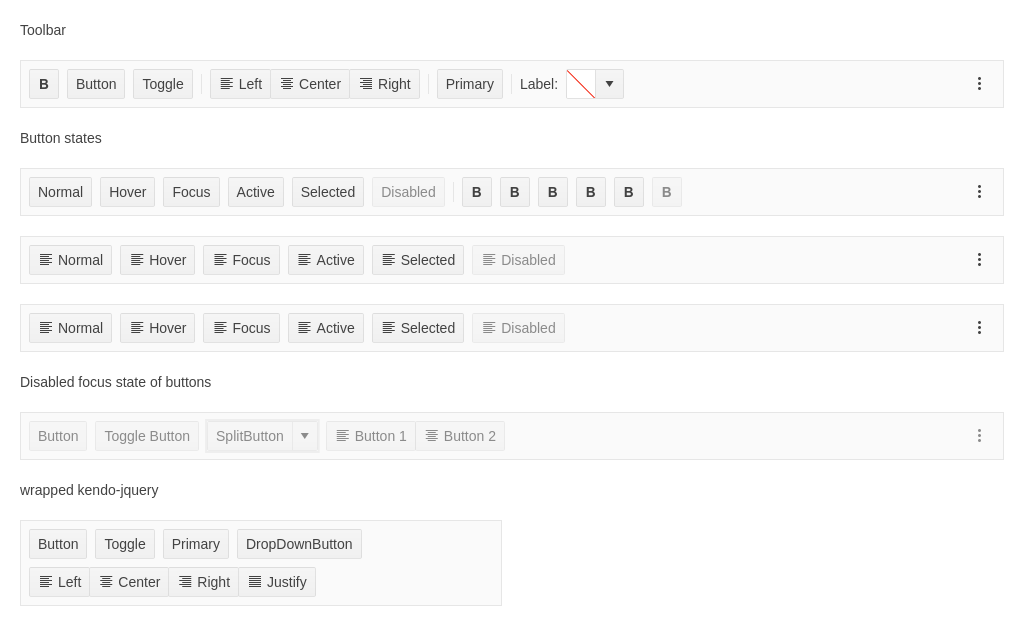 Toolbar
B Button Toggle Left Center Right Primary Label:
Button states
Normal Hover Focus Active Selected Disabled B B B B B B
Normal Hover Focus Active Selected Disabled
Normal Hover Focus Active Selected Disabled
Disabled focus state of buttons
Button Toggle Button SplitButton Button 1 Button 2
wrapped kendo-jquery
Button Toggle Primary DropDownButton
Left Center Right Justify